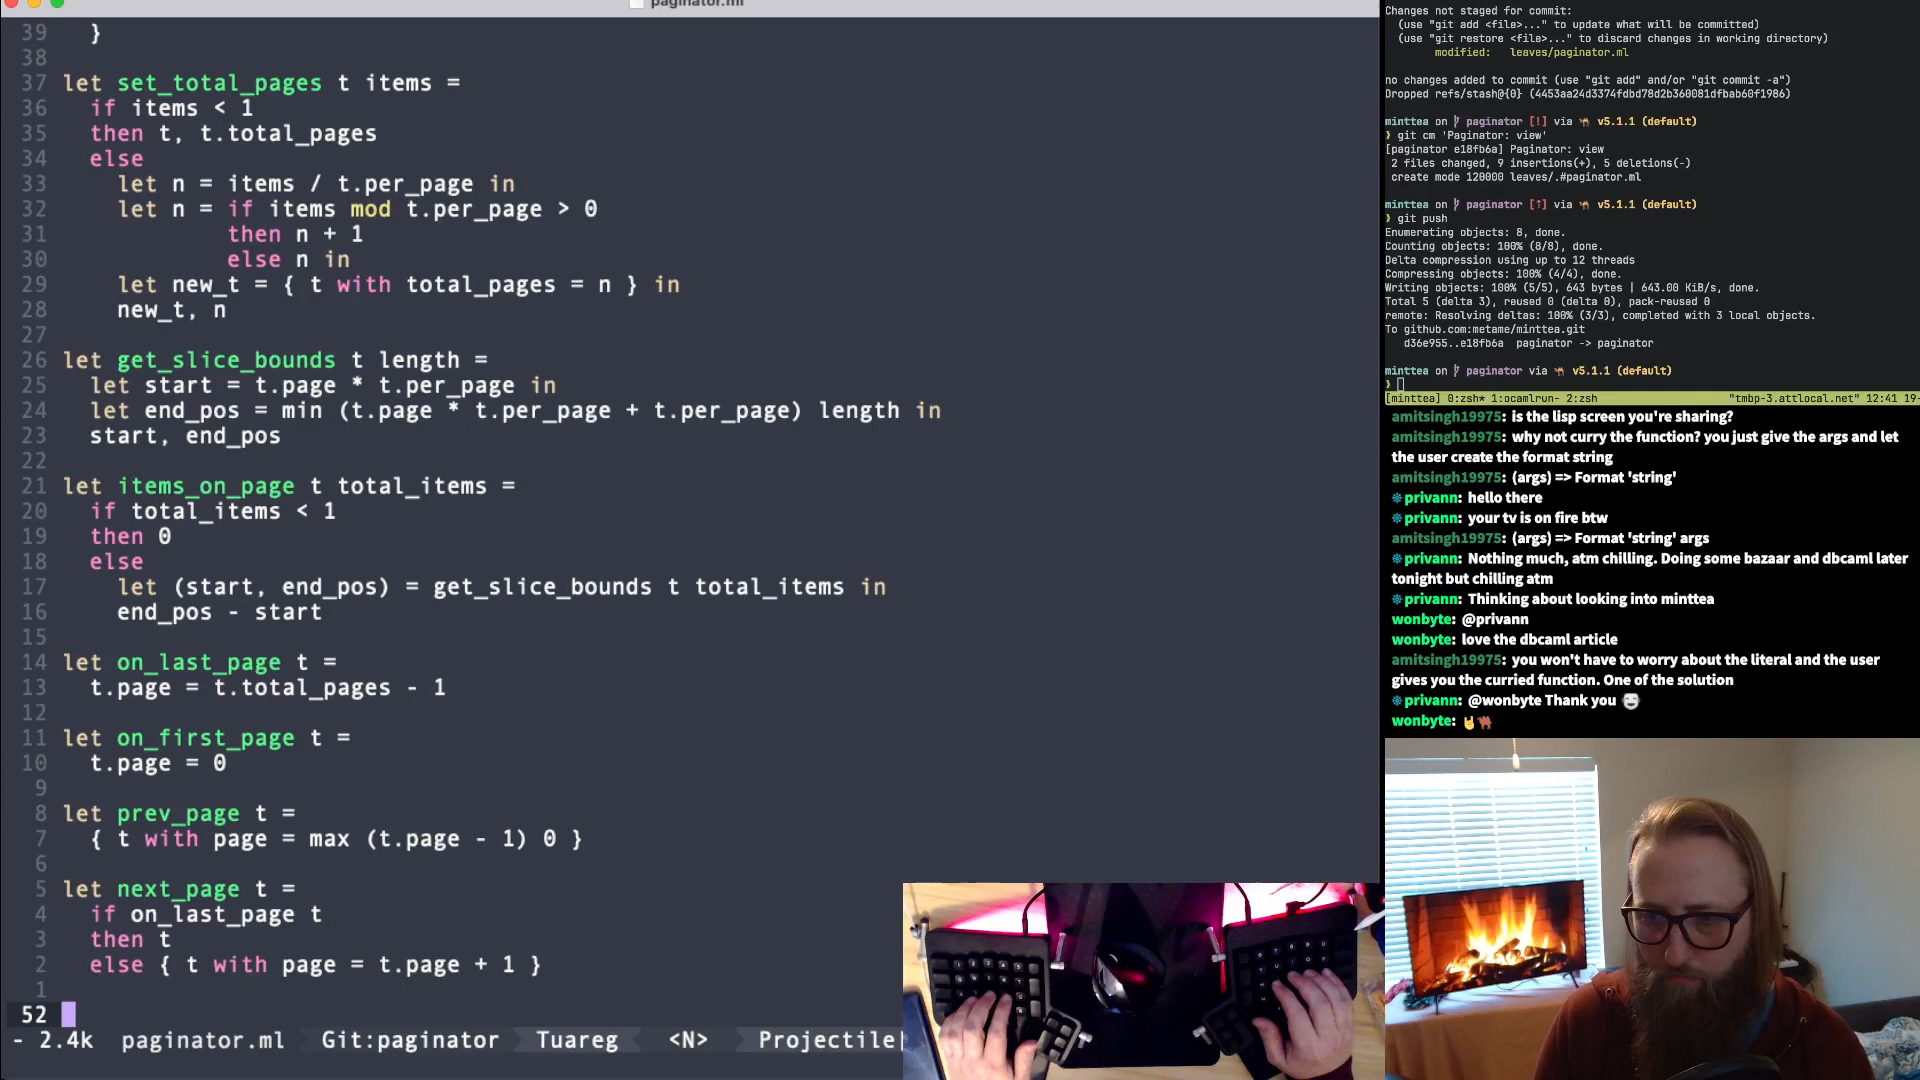 paginator.ml
39 }
38
37 let set_total_pages t items =
36 if items < 1
35 then t, t.total_pages
34 else
33 let n = items / t.per_page in
32 let n = if items mod t.per_page > 0
31 then n + 1
30 else n in
29 let new_t = { t with total_pages = n } in
28 new_t, n
27
26 let get_slice_bounds t length =
25 let start = t.page * t.per_page in
24 let end_pos = min (t.page * t.per_page + t.per_page) length in
23 start, end_pos
22
21 let items_on_page t total_items =
20 if total_items < 1
19 then 0
18 else
17 let (start, end_pos) = get_slice_bounds t total_items in
16 end_pos - start
15
14 let on_last_page t =
13 t.page = t.total_pages - 1
12
11 let on_first_page t =
10 t.page = 0
9
8 let prev_page t =
7 { t with page = max (t.page - 1) 0 }
6
5 let next_page t =
4 if on_last_page t
3 then t
2 else { t with page = t.page + 1 }
1
52
- 2.4k paginator.ml Git:paginator Tuareg <N> Projectile
Changes not staged for commit:
(use "git add <file>..." to update what will be committed)
(use "git restore <file>..." to discard changes in working directory)
modified: leaves/paginator.ml
no changes added to commit (use "git add" and/or "git commit -a")
Dropped refs/stash@{0} (4453aa24d3374fdbd78d2b360081dfbab60f1986)
minttea on paginator [!] via v5.1.1 (default)
❯ git cm 'Paginator: view'
[paginator e18fb6a] Paginator: view
2 files changed, 9 insertions(+), 5 deletions(-)
create mode 120000 leaves/.#paginator.ml
minttea on paginator [↑] via v5.1.1 (default)
❯ git push
Enumerating objects: 8, done.
Counting objects: 100% (8/8), done.
Delta compression using up to 12 threads
Compressing objects: 100% (4/4), done.
Writing objects: 100% (5/5), 643 bytes | 643.00 KiB/s, done.
Total 5 (delta 3), reused 0 (delta 0), pack-reused 0
remote: Resolving deltas: 100% (3/3), completed with 3 local objects.
To github.com:metame/minttea.git
d36e955..e18fb6a paginator -> paginator
minttea on paginator via v5.1.1 (default)
❯
[minttea] 0:zsh* 1:ocamlrun- 2:zsh "tmbp-3.attlocal.net" 12:41 19-
amitsingh19975: is the lisp screen you're sharing?
amitsingh19975: why not curry the function? you just give the args and let
the user create the format string
amitsingh19975: (args) => Format 'string'
privann: hello there
privann: your tv is on fire btw
amitsingh19975: (args) => Format 'string' args
privann: Nothing much, atm chilling. Doing some bazaar and dbcaml later
tonight but chilling atm
privann: Thinking about looking into minttea
wonbyte: @privann
wonbyte: love the dbcaml article
amitsingh19975: you won't have to worry about the literal and the user
gives you the curried function. One of the solution
privann: @wonbyte Thank you
wonbyte: 🤘🐫